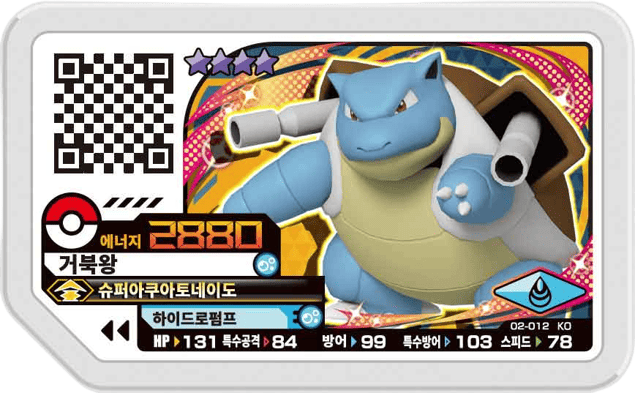 에너지 2880
거북왕
슈퍼아쿠아토네이도
하이드로펌프
HP 131 특수공격 84 방어 99 특수방어 103 스피드 78
02-012 KO